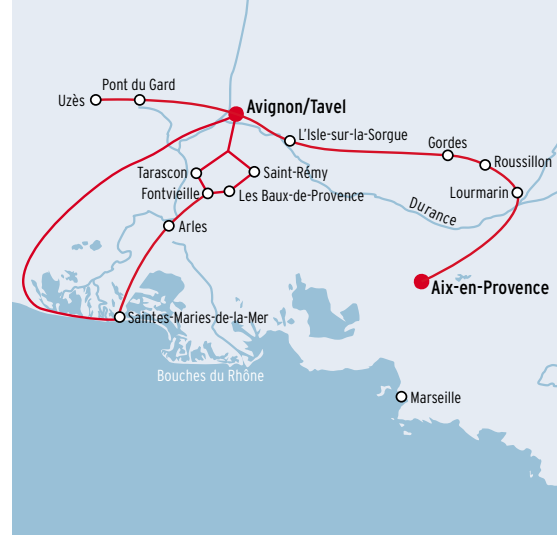 Pont du Gard
Uzès
Avignon/Tavel
L'Isle-sur-la-Sorgue
Gordes
Roussillon
Tarascon
Saint-Rémy
Fontvieille
Les Baux-de-Provence
Lourmarin
Durance
Arles
Aix-en-Provence
Saintes-Maries-de-la-Mer
Bouches du Rhône
Marseille